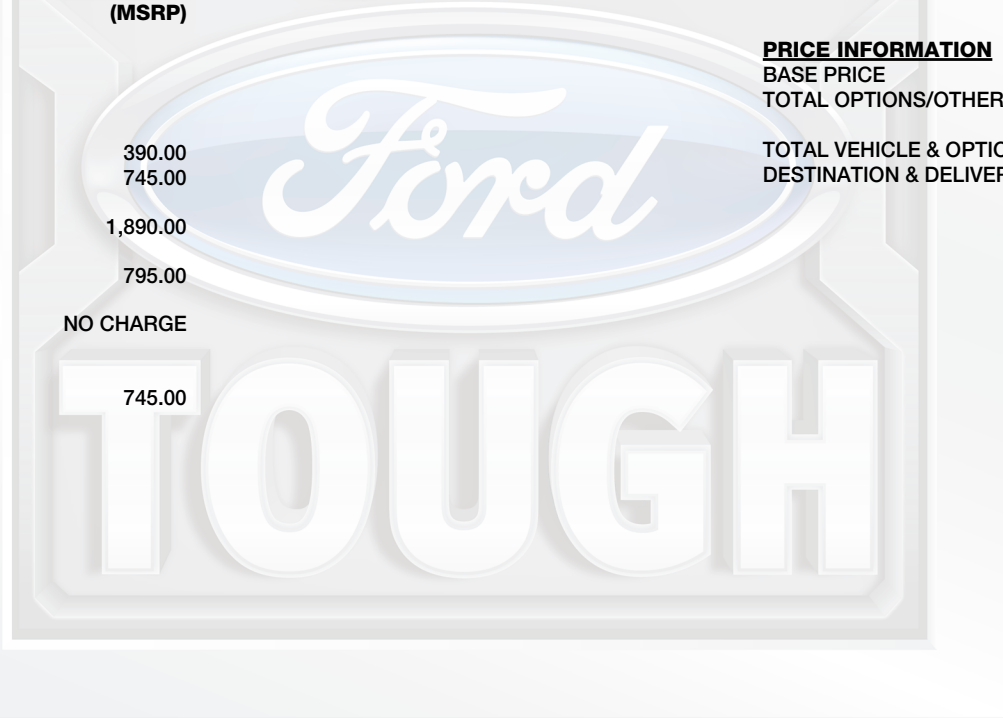 (MSRP)
390.00
745.00
1,890.00
795.00
NO CHARGE
745.00
PRICE INFORMATION
BASE PRICE
TOTAL OPTIONS/OTHER
TOTAL VEHICLE & OPTIO
DESTINATION & DELIVER
Ford
TOUGH